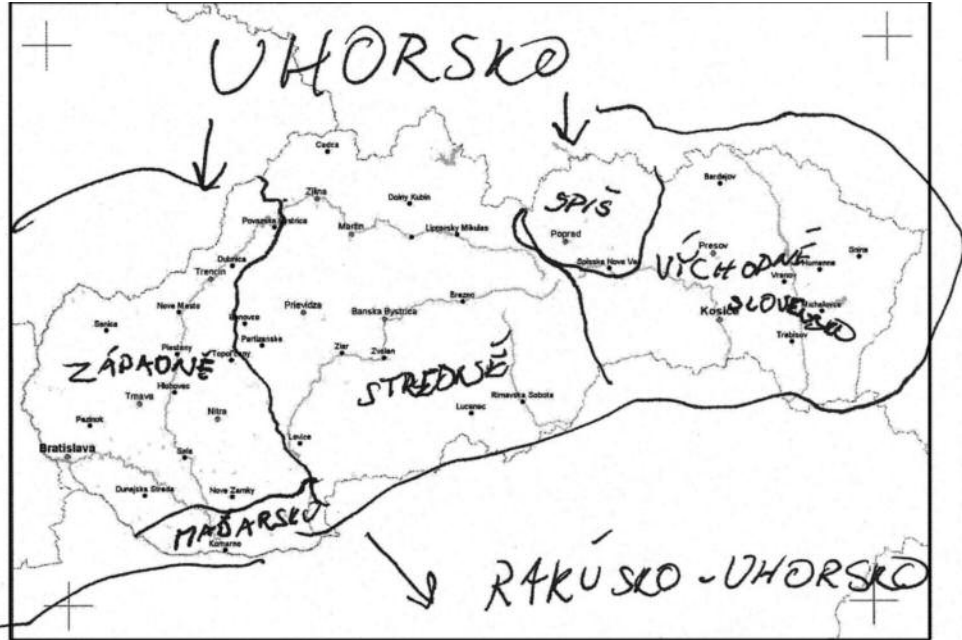 UHORSKO
Cadca
SPIŠ
Bardejov
Zilina
Dolny Kubin
Povazska Bystrica
Martin
Liptovsky Mikulas
Poprad
Presov
Snina
Dubnica
Spisska Nova Ve
VÝCHODNÉ
Humenne
Trencin
Vranov
SLOVENSKO
Nove Mesto
Prievidza
Banska Bystrica
Brezno
Michalovce
Senica
Banovce
Kosice
Piestany
Topolcany
Partizanske
Ziar
Zvolen
Trebisov
ZÁPADNÉ
STREDNÉ
Hlohovec
Trnava
Nitra
Lucenec
Rimavska Sobota
Pezinok
Levice
Bratislava
Sala
Dunajska Streda
Nove Zamky
MAĎARSKO
Komarno
RAKÚSKO-UHORSKO